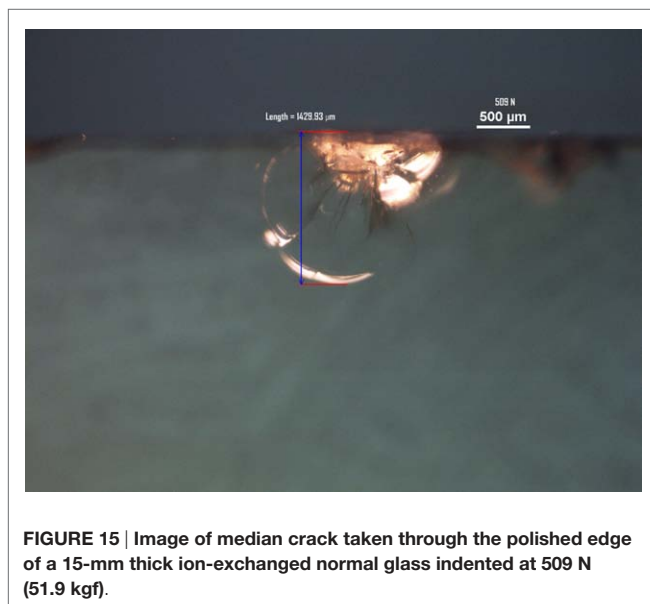 509 N
500 µm
Length = 1429.93 µm
FIGURE 15 | Image of median crack taken through the polished edge
of a 15-mm thick ion-exchanged normal glass indented at 509 N
(51.9 kgf).